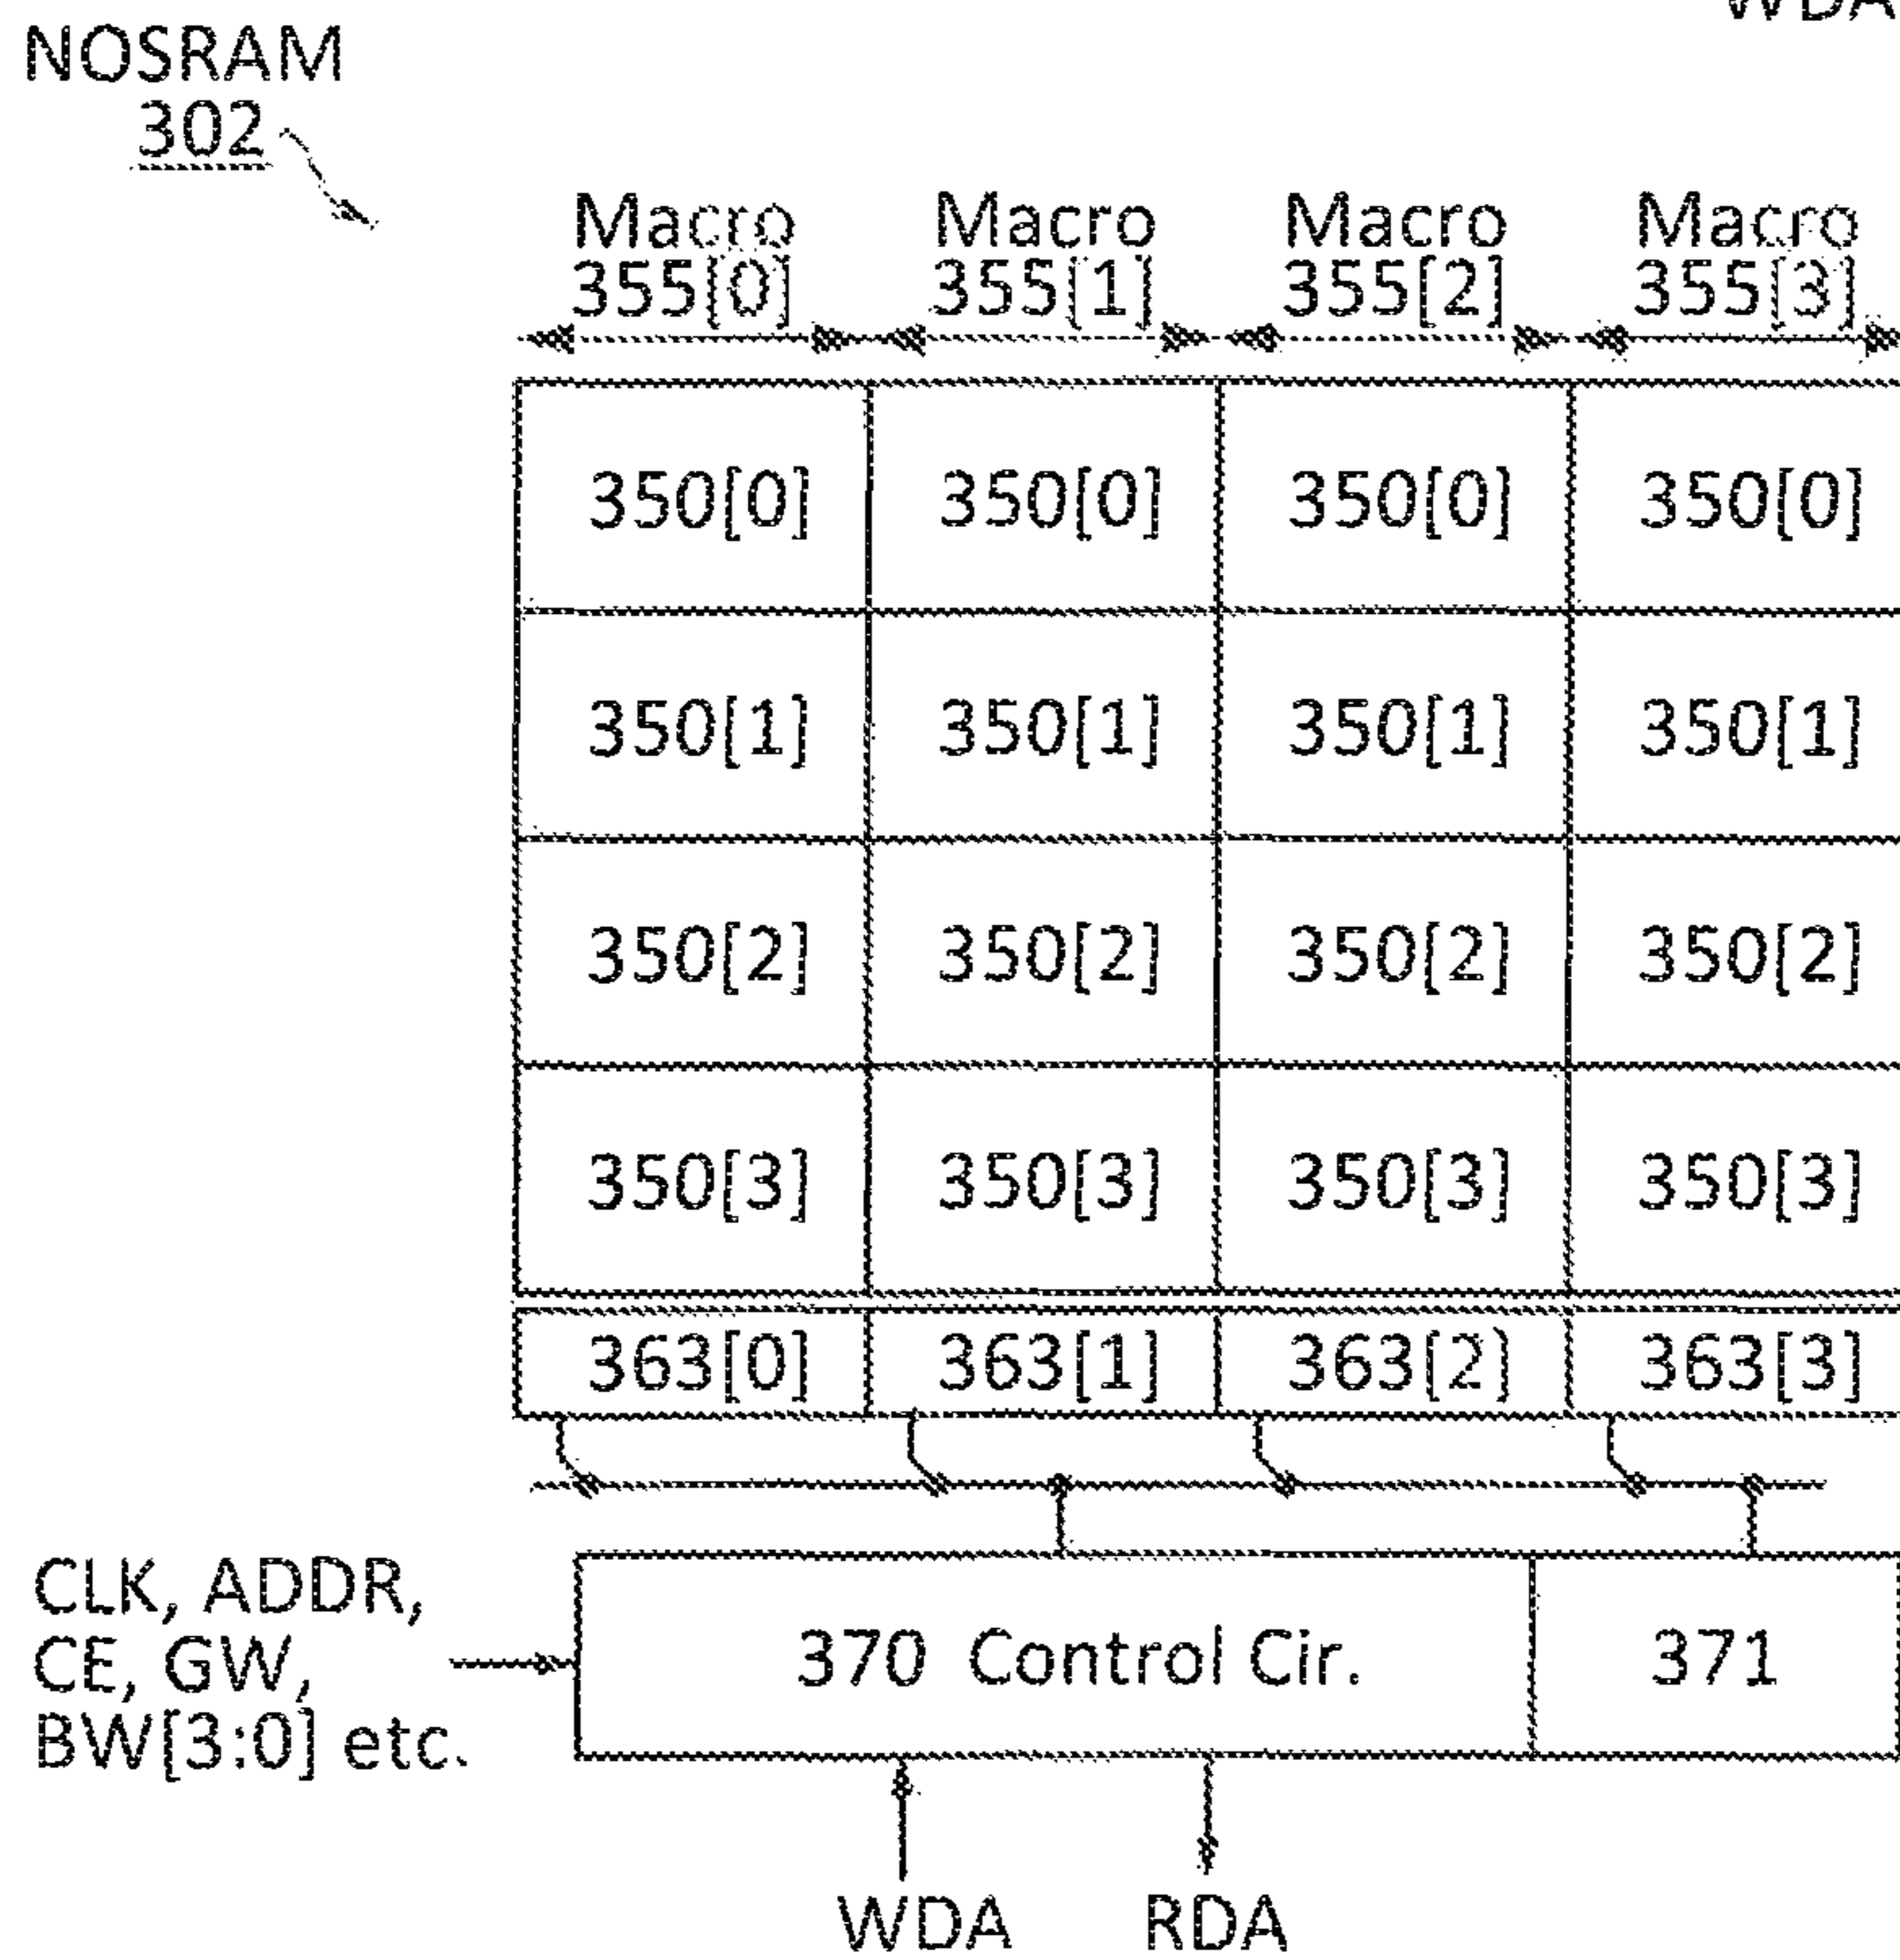 WDA
NOSRAM
302
Macro Macro Macro Macro
355[0] 355[1] 355[2] 355[3]
350[0] 350[0] 350[0] 350[0]
350[1] 350[1] 350[1] 350[1]
350[2] 350[2] 350[2] 350[2]
350[3] 350[3] 350[3] 350[3]
363[0] 363[1] 363[2] 363[3]
CLK, ADDR,
CE, GW,
BW[3:0] etc.
370 Control Cir. 371
WDA RDA